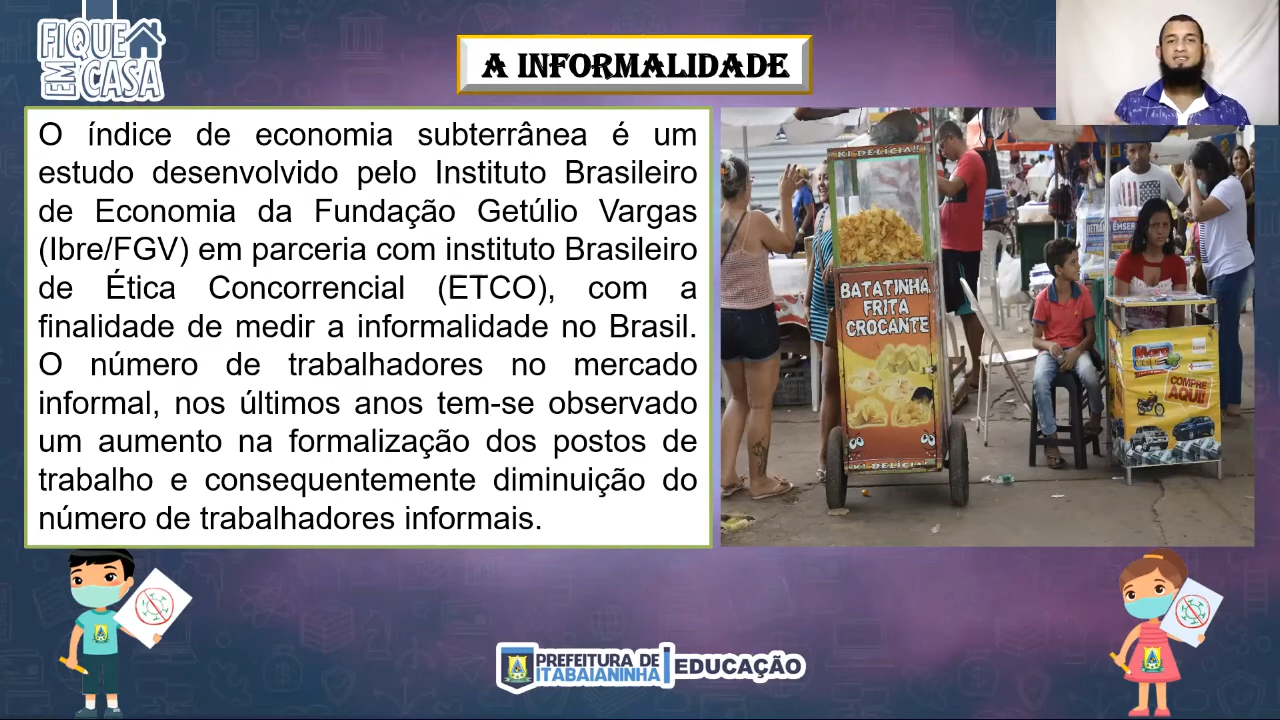 FIQUE
EM
CASA
A INFORMALIDADE
O índice de economia subterrânea é um
estudo desenvolvido pelo Instituto Brasileiro
de Economia da Fundação Getúlio Vargas
(Ibre/FGV) em parceria com instituto Brasileiro
de Ética Concorrencial (ETCO), com a
finalidade de medir a informalidade no Brasil.
O número de trabalhadores no mercado
informal, nos últimos anos tem-se observado
um aumento na formalização dos postos de
trabalho e consequentemente diminuição do
número de trabalhadores informais.
KI DELÍCIA!!
BATATINHA
FRITA
CROCANTE
KI DELÍCIA
COMPRE
AQUI!
PREFEITURA DE
ITABAIANINHA
EDUCAÇÃO